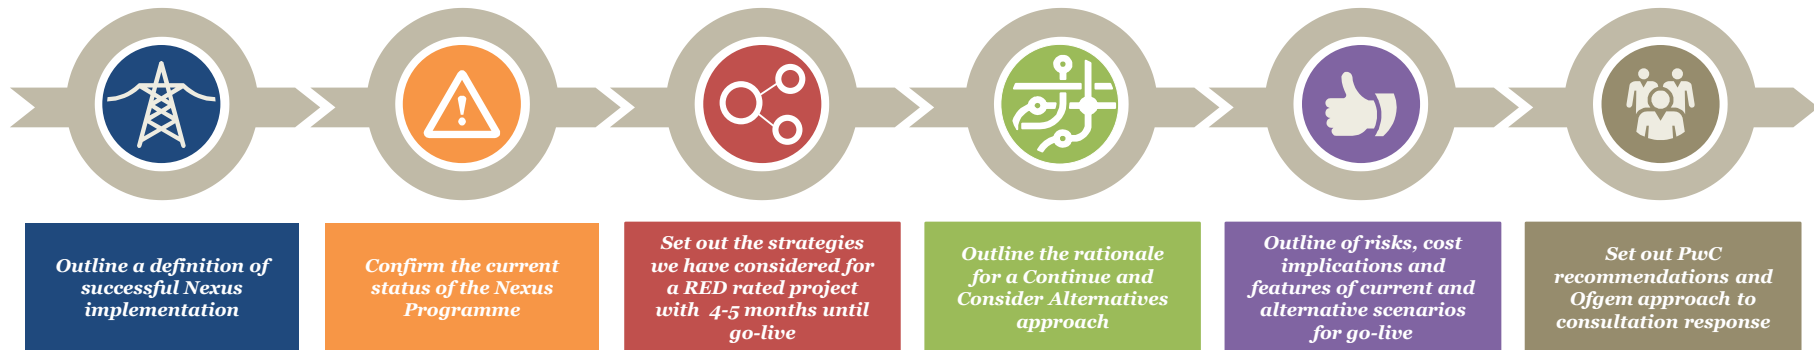 Outline a definition of
successful Nexus
implementation
Confirm the current
status of the Nexus
Programme
Set out the strategies
we have considered for
a RED rated project
with 4-5 months until
go-live
Outline the rationale
for a Continue and
Consider Alternatives
approach
Outline of risks, cost
implications and
features of current and
alternative scenarios
for go-live
Set out PwC
recommendations and
Ofgem approach to
consultation response